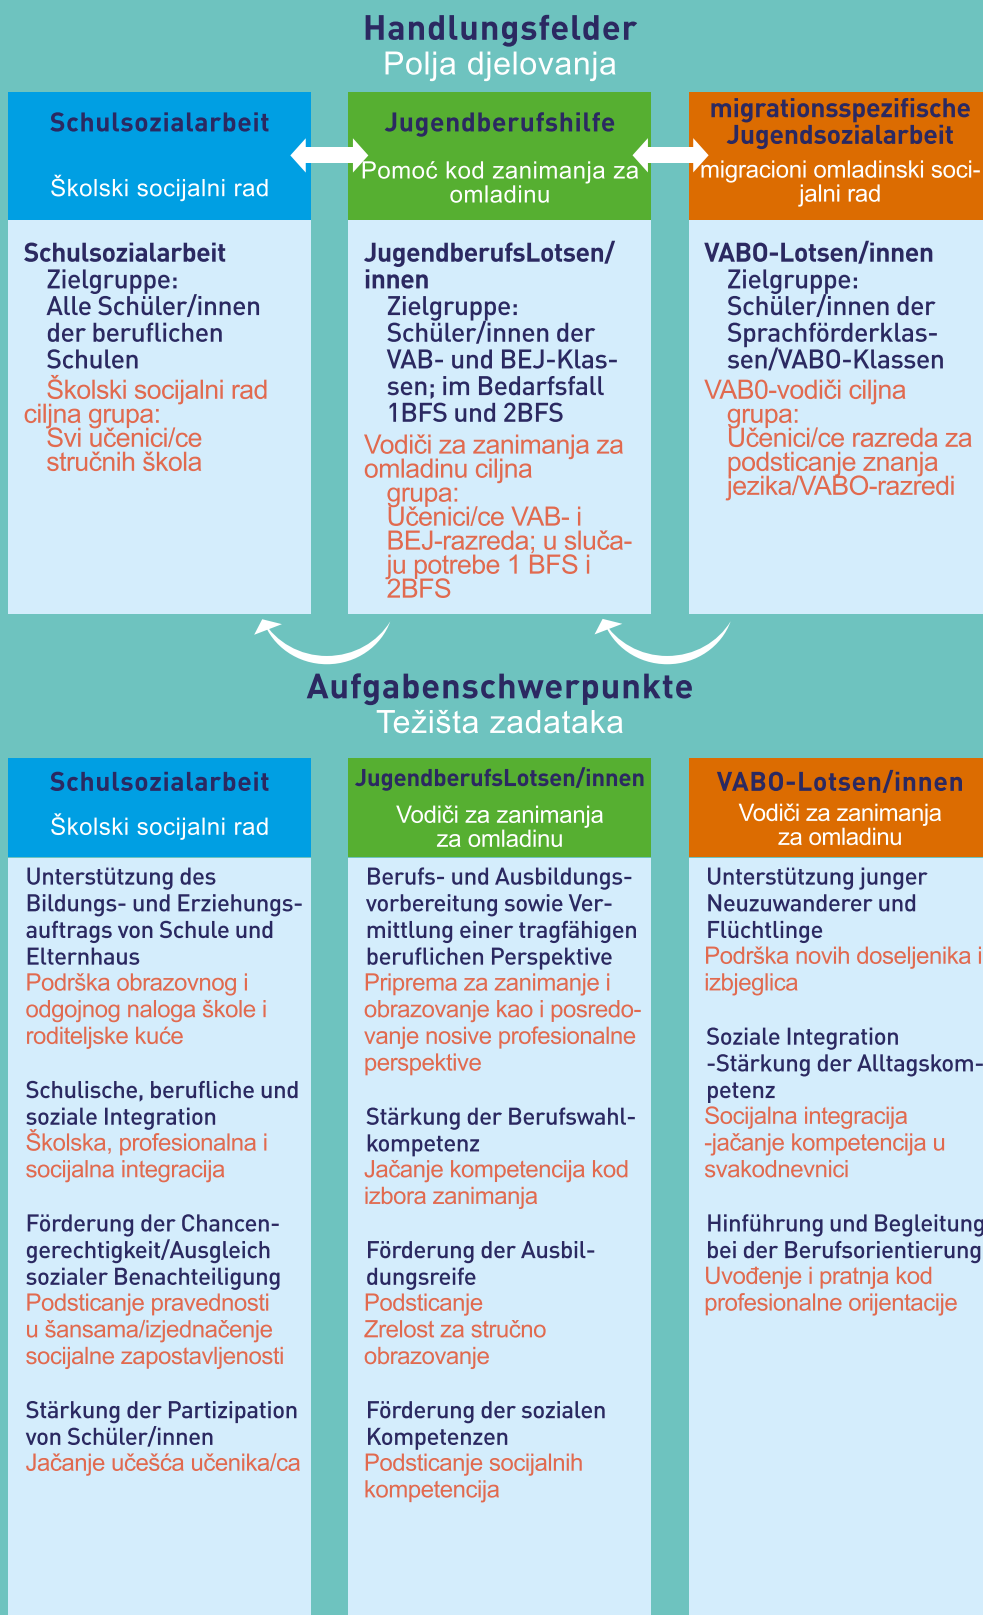 Handlungsfelder
Polja djelovanja
Schulsozialarbeit
Školski socijalni rad
Jugendberufshilfe
Pomoć kod zanimanja za
omladinu
migrationsspezifische
Jugendsozialarbeit
migracioni omladinski soci-
jalni rad
Schulsozialarbeit
Zielgruppe:
Alle Schüler/innen
der beruflichen
Schulen
Školski socijalni rad
ciljna grupa:
Svi učenici/ce
stručnih škola
JugendberufsLotsen/
innen
Zielgruppe:
Schüler/innen der
VAB- und BEJ-Klas-
sen; im Bedarfsfall
1BFS und 2BFS
Vodiči za zanimanja za
omladinu ciljna
grupa:
Učenici/ce VAB- i
BEJ-razreda; u sluča-
ju potrebe 1 BFS i
2BFS
VABO-Lotsen/innen
Zielgruppe:
Schüler/innen der
Sprachförderklas-
sen/VABO-Klassen
VAB0-vodiči ciljna
grupa:
Učenici/ce razreda za
podsticanje znanja
jezika/VABO-razredi
Aufgabenschwerpunkte
Težišta zadataka
Schulsozialarbeit
Školski socijalni rad
Unterstützung des
Bildungs- und Erziehungs-
auftrags von Schule und
Elternhaus
Podrška obrazovnog i
odgojnog naloga škole i
roditeljske kuće
Schulische, berufliche und
soziale Integration
Školska, profesionalna i
socijalna integracija
Förderung der Chancen-
gerechtigkeit/Ausgleich
sozialer Benachteiligung
Podsticanje pravednosti
u šansama/izjednačenje
socijalne zapostavljenosti
Stärkung der Partizipation
von Schüler/innen
Jačanje učešća učenika/ca
JugendberufsLotsen/innen
Vodiči za zanimanja
za omladinu
Berufs- und Ausbildungs-
vorbereitung sowie Ver-
mittlung einer tragfähigen
beruflichen Perspektive
Priprema za zanimanje i
obrazovanje kao i posredo-
vanje nosive profesionalne
perspektive
Stärkung der Berufswahl-
kompetenz
Jačanje kompetencija kod
izbora zanimanja
Förderung der Ausbil-
dungsreife
Podsticanje
Zrelost za stručno
obrazovanje
Förderung der sozialen
Kompetenzen
Podsticanje socijalnih
kompetencija
VABO-Lotsen/innen
Vodiči za zanimanja
za omladinu
Unterstützung junger
Neuzuwanderer und
Flüchtlinge
Podrška novih doseljenika i
izbjeglica
Soziale Integration
-Stärkung der Alltagskom-
petenz
Socijalna integracija
-jačanje kompetencija u
svakodnevnici
Hinführung und Begleitung
bei der Berufsorientierung
Uvođenje i pratnja kod
profesionalne orijentacije